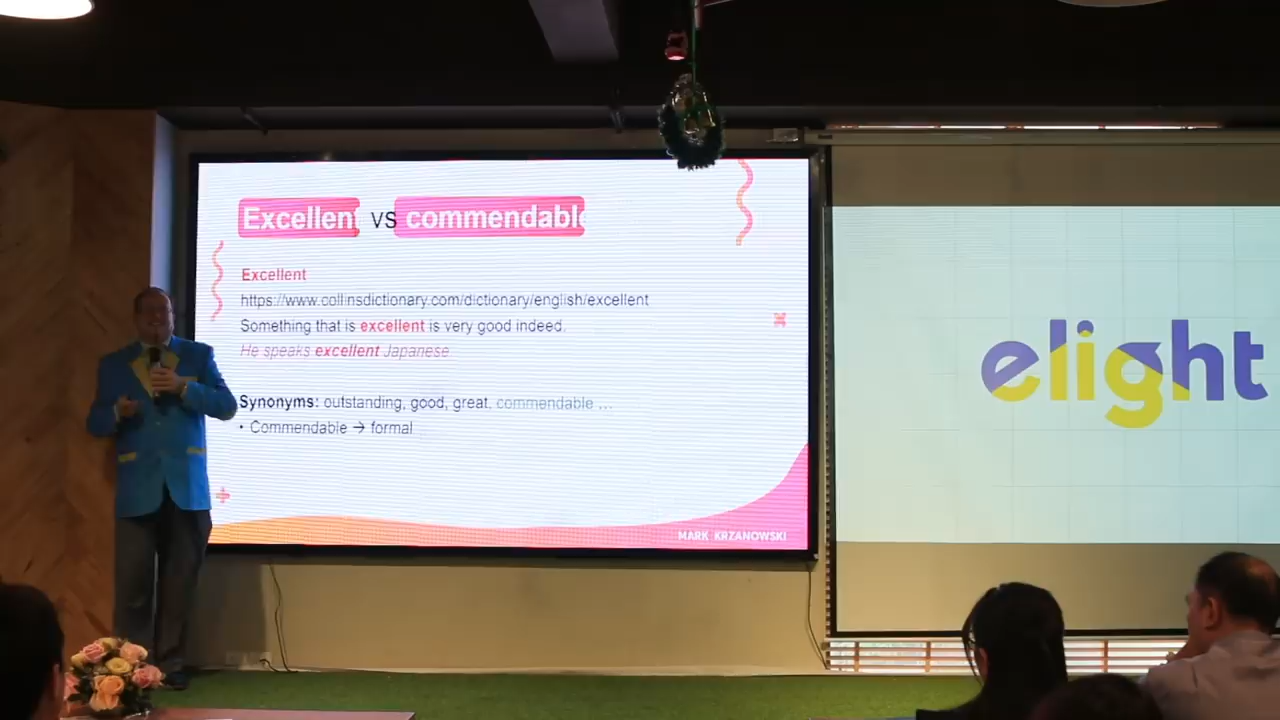 Excellent vs commendable
Excellent
https://www.collinsdictionary.com/dictionary/english/excellent
Something that is excellent is very good indeed.
He speaks excellent Japanese
Synonyms: outstanding, good, great, commendable ...
• Commendable → formal
MARK KRZANOWSKI
elight